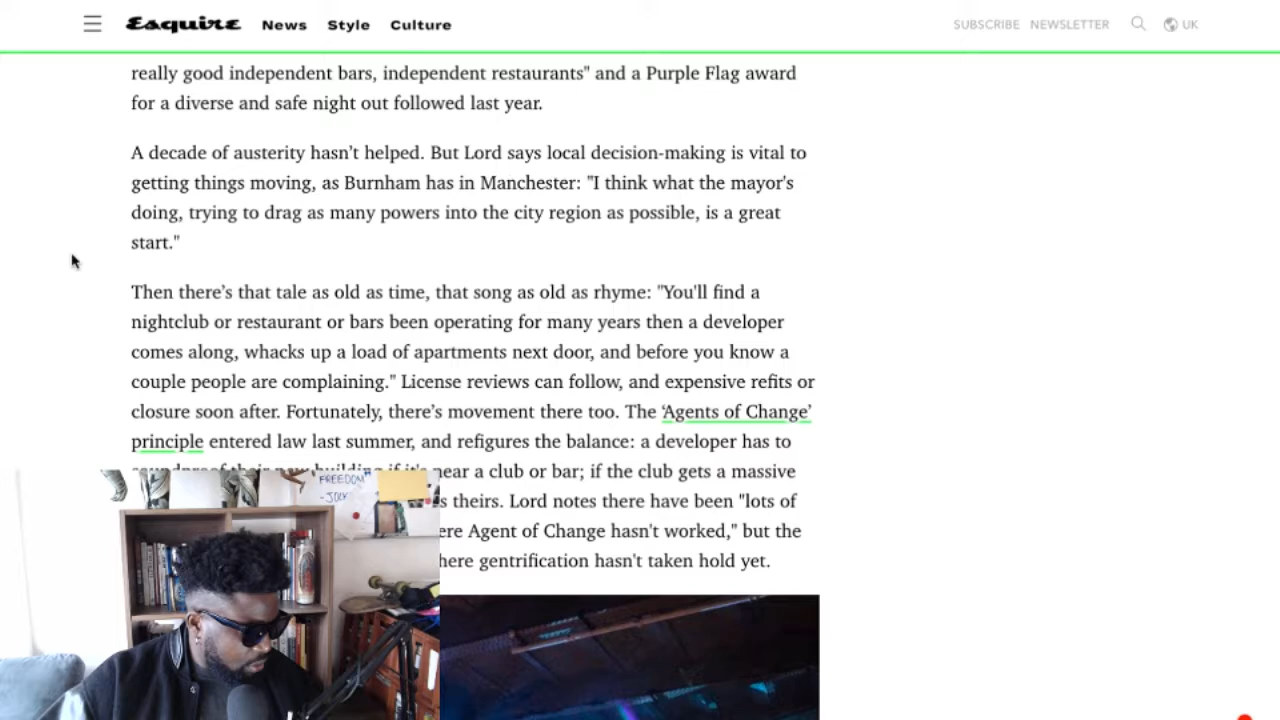 Esquire News Style Culture SUBSCRIBE NEWSLETTER UK
really good independent bars, independent restaurants" and a Purple Flag award
for a diverse and safe night out followed last year.
A decade of austerity hasn’t helped. But Lord says local decision-making is vital to
getting things moving, as Burnham has in Manchester: "I think what the mayor's
doing, trying to drag as many powers into the city region as possible, is a great
start."
Then there’s that tale as old as time, that song as old as rhyme: "You'll find a
nightclub or restaurant or bars been operating for many years then a developer
comes along, whacks up a load of apartments next door, and before you know a
couple people are complaining." License reviews can follow, and expensive refits or
closure soon after. Fortunately, there’s movement there too. The ‘Agents of Change’
principle entered law last summer, and refigures the balance: a developer has to
soundproof their new building if it's near a club or bar; if the club gets a massive
s theirs. Lord notes there have been "lots of
ere Agent of Change hasn't worked," but the
here gentrification hasn't taken hold yet.
FREEDOM"